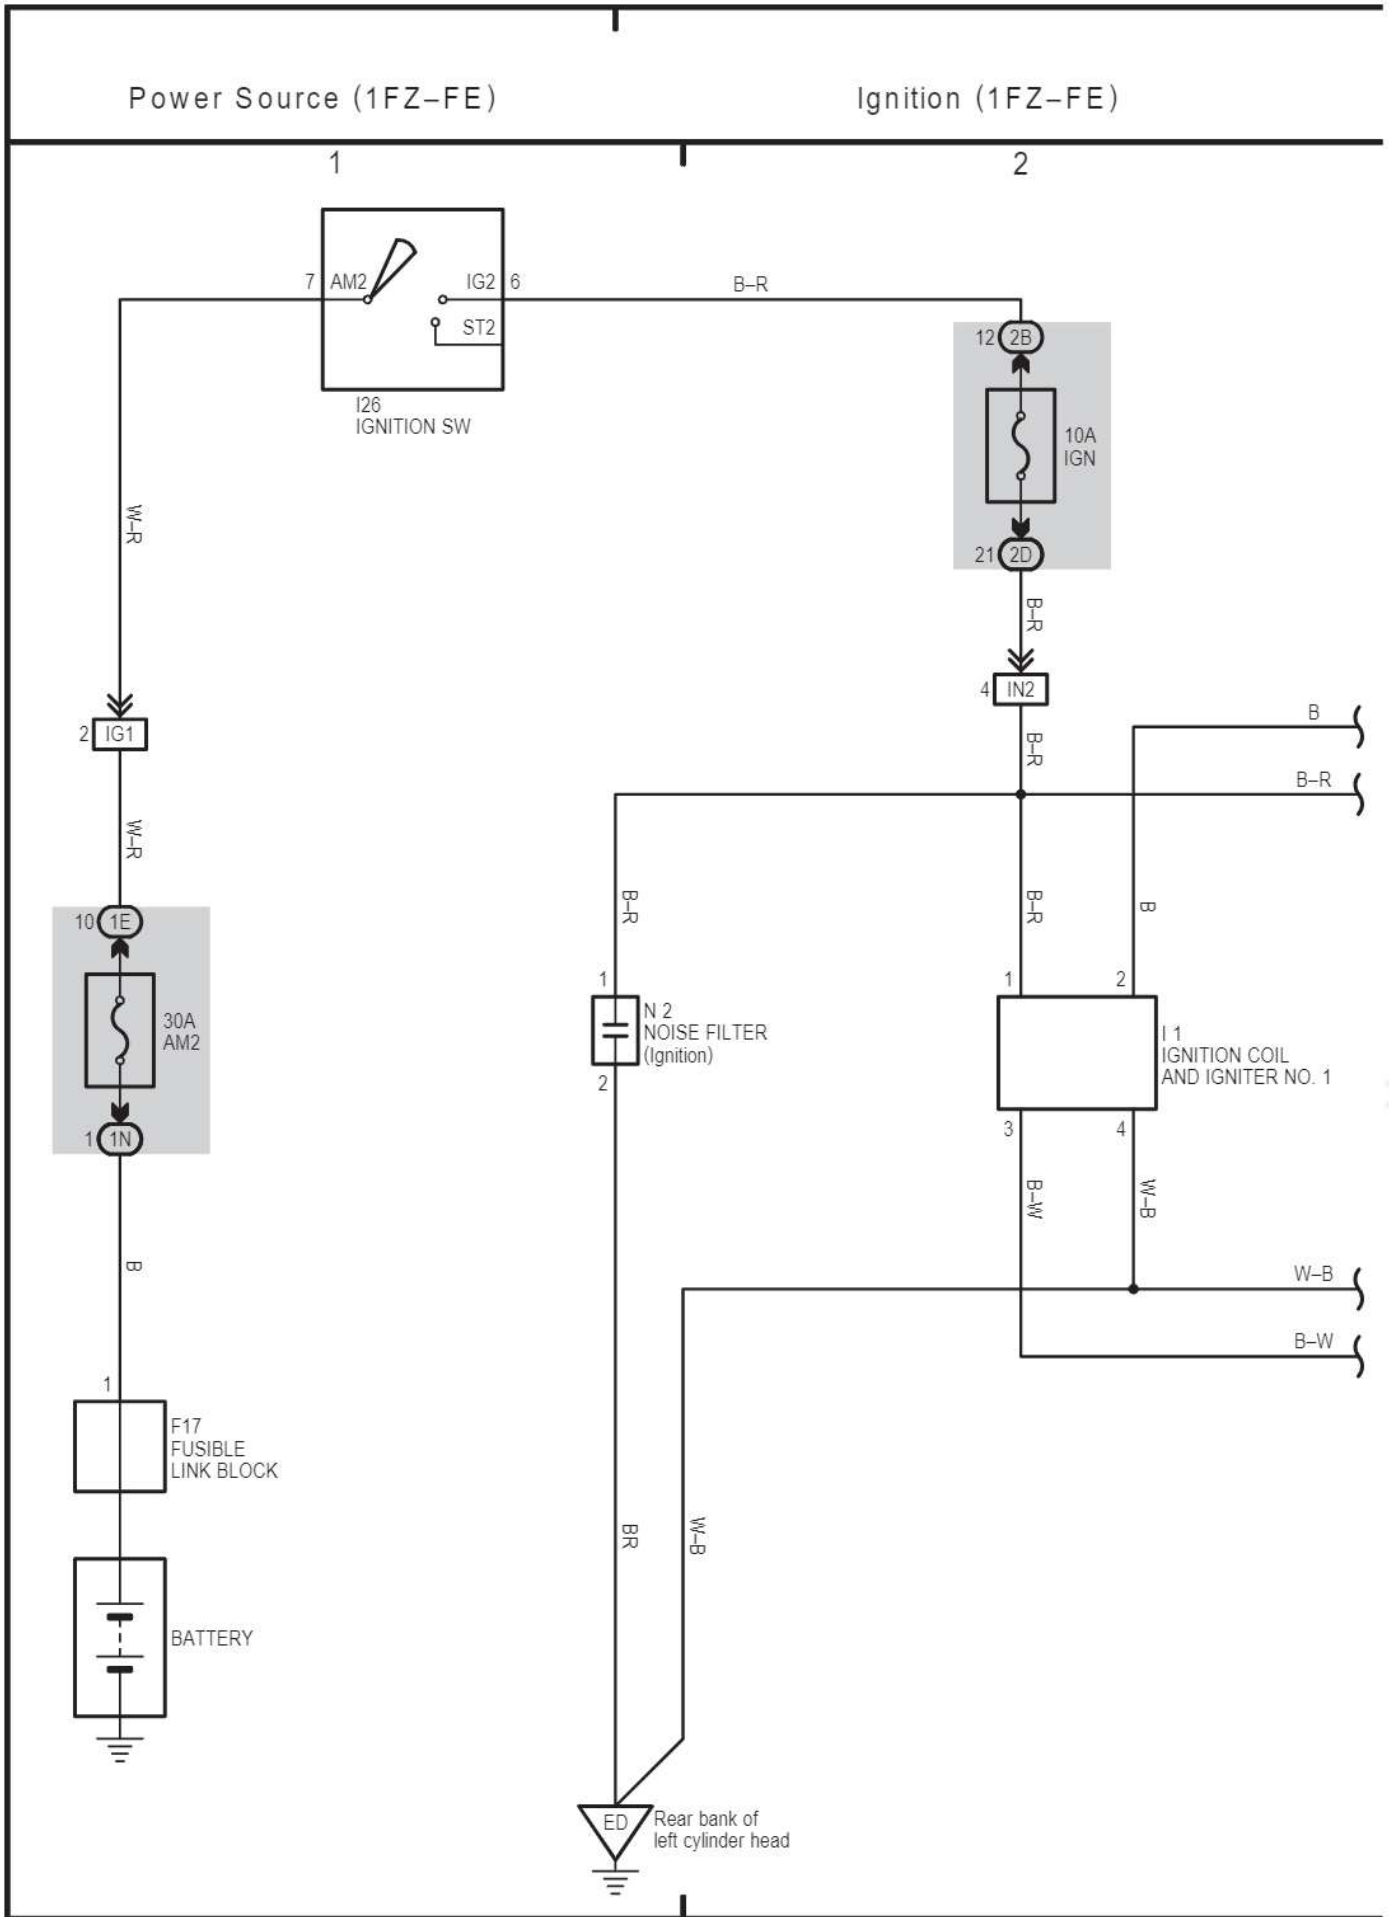 Power Source (1FZ–FE)
Ignition (1FZ–FE)
1
2
7
AM2
IG2
6
ST2
B–R
I26
IGNITION SW
12
2B
10A
IGN
21
2D
W–R
B–R
4
IN2
2
IG1
B–R
B
B–R
W–R
B–R
B–R
B
10
1E
30A
AM2
1
1N
1
N 2
NOISE FILTER
(Ignition)
2
1
2
I 1
IGNITION COIL
AND IGNITER NO. 1
3
4
B–W
W–B
B
W–B
B–W
1
F17
FUSIBLE
LINK BLOCK
BR
W–B
BATTERY
ED
Rear bank of
left cylinder head